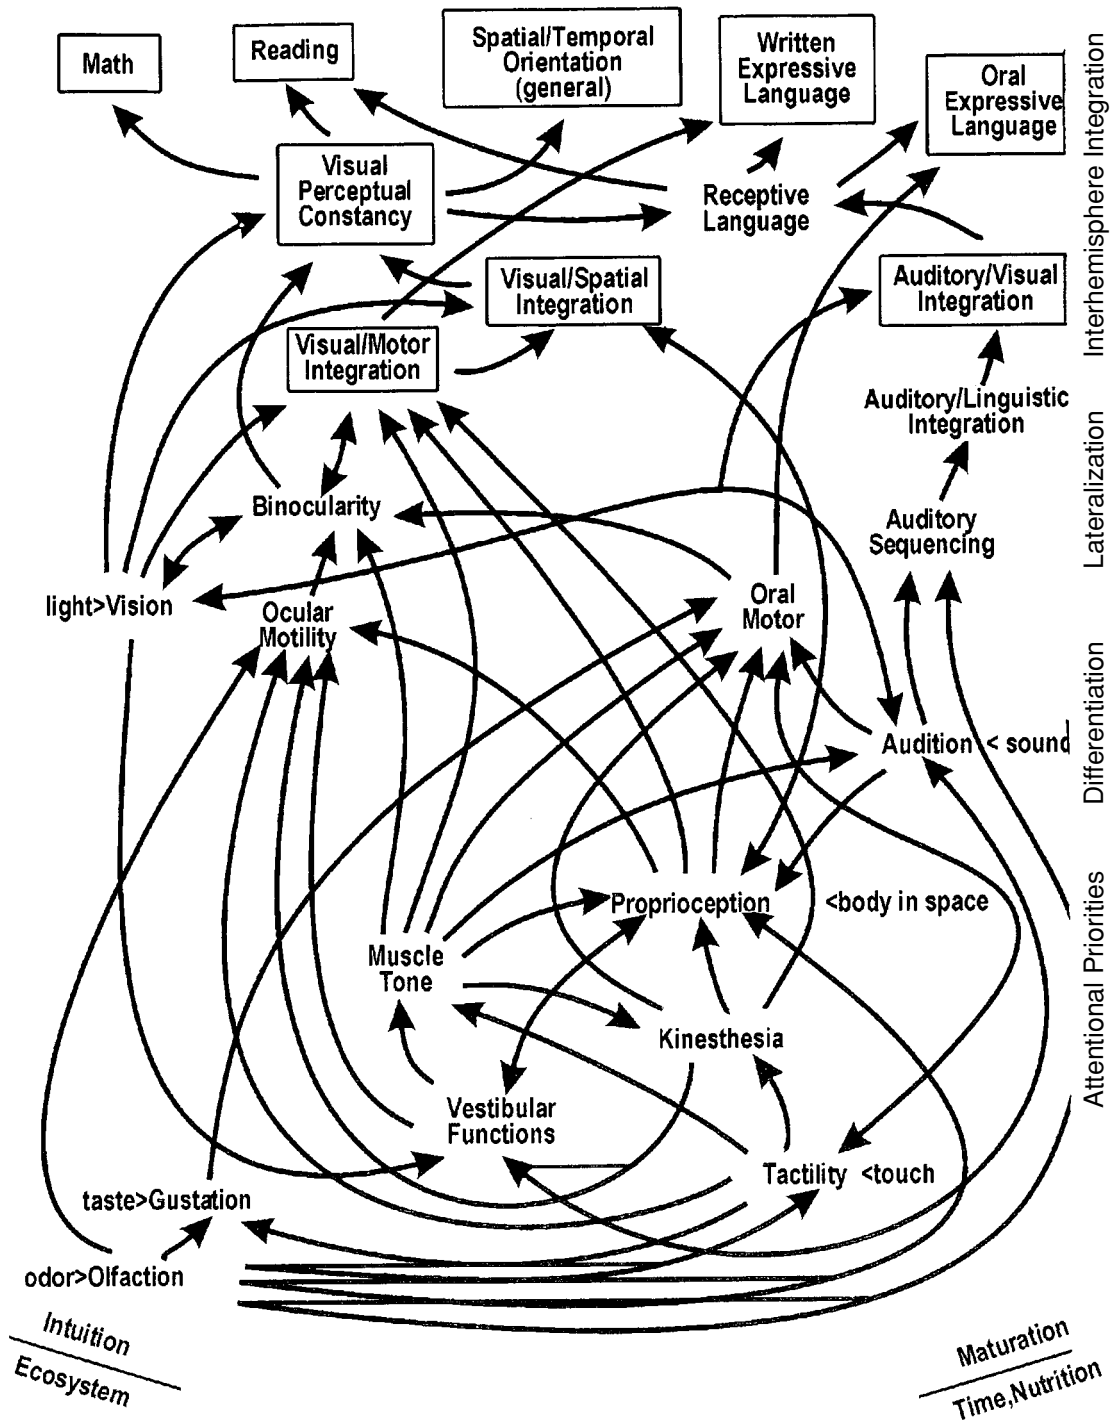 Math
Reading
Spatial/Temporal
Orientation
(general)
Written
Expressive
Language
Oral
Expressive
Language
Visual
Perceptual
Constancy
Receptive
Language
Visual/Spatial
Integration
Auditory/Visual
Integration
Visual/Motor
Integration
Auditory/Linguistic
Integration
Binocularity
Auditory
Sequencing
light>Vision
Ocular
Motility
Oral
Motor
Audition < sound
Proprioception <body in space
Muscle
Tone
Kinesthesia
Vestibular
Functions
Tactility <touch
taste>Gustation
odor>Olfaction
Intuition
Ecosystem
Maturation
Time,Nutrition
Interhemisphere Integration
Lateralization
Differentiation
Attentional Priorities